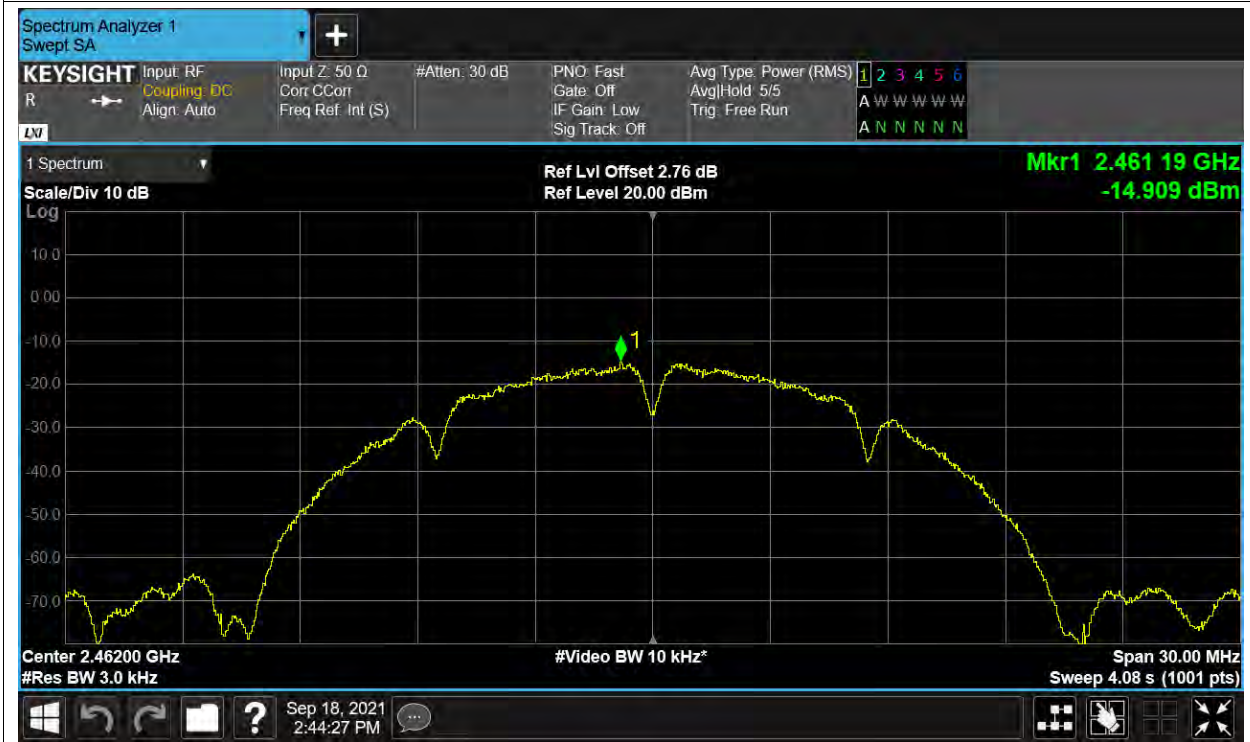 Spectrum Analyzer 1
Swept SA
+
KEYSIGHT
R
LXI
Input: RF
Coupling: DC
Align: Auto
Input Z: 50 Ω
Corr CCorr
Freq Ref: Int (S)
#Atten: 30 dB
PNO: Fast
Gate: Off
IF Gain: Low
Sig Track: Off
Avg Type: Power (RMS)
Avg|Hold: 5/5
Trig: Free Run
1 2 3 4 5 6
A W W W W W
A N N N N N
1 Spectrum
Scale/Div 10 dB
Ref Lvl Offset 2.76 dB
Ref Level 20.00 dBm
Mkr1 2.461 19 GHz
-14.909 dBm
Log
10.0
0.00
-10.0
-20.0
-30.0
-40.0
-50.0
-60.0
-70.0
1
Center 2.46200 GHz
#Video BW 10 kHz*
Span 30.00 MHz
#Res BW 3.0 kHz
Sweep 4.08 s (1001 pts)
?
Sep 18, 2021
2:44:27 PM